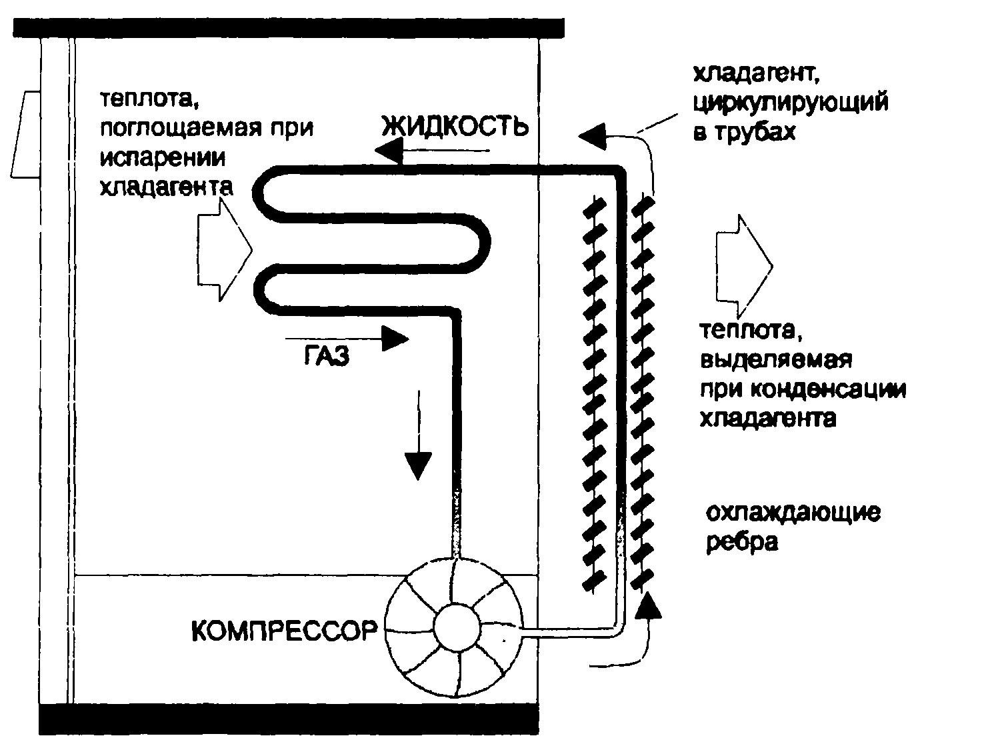 теплота,
поглощаемая при
испарении
хладагента
ЖИДКОСТЬ
хладагент,
циркулирующий
в трубах
ГАЗ
теплота,
выделяемая
при конденсации
хладагента
охлаждающие
ребра
КОМПРЕССОР